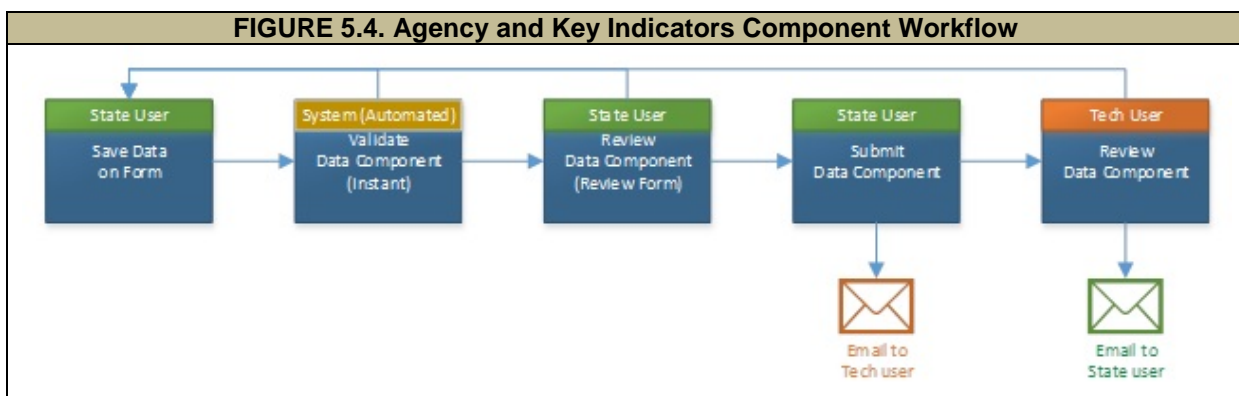 FIGURE 5.4. Agency and Key Indicators Component Workflow
State User
Save Data
on Form
System (Automated)
Validate
Data Component
(Instant)
State User
Review
Data Component
(Review Form)
State User
Submit
Data Component
Tech User
Review
Data Component
Email to
Tech user
Email to
State user